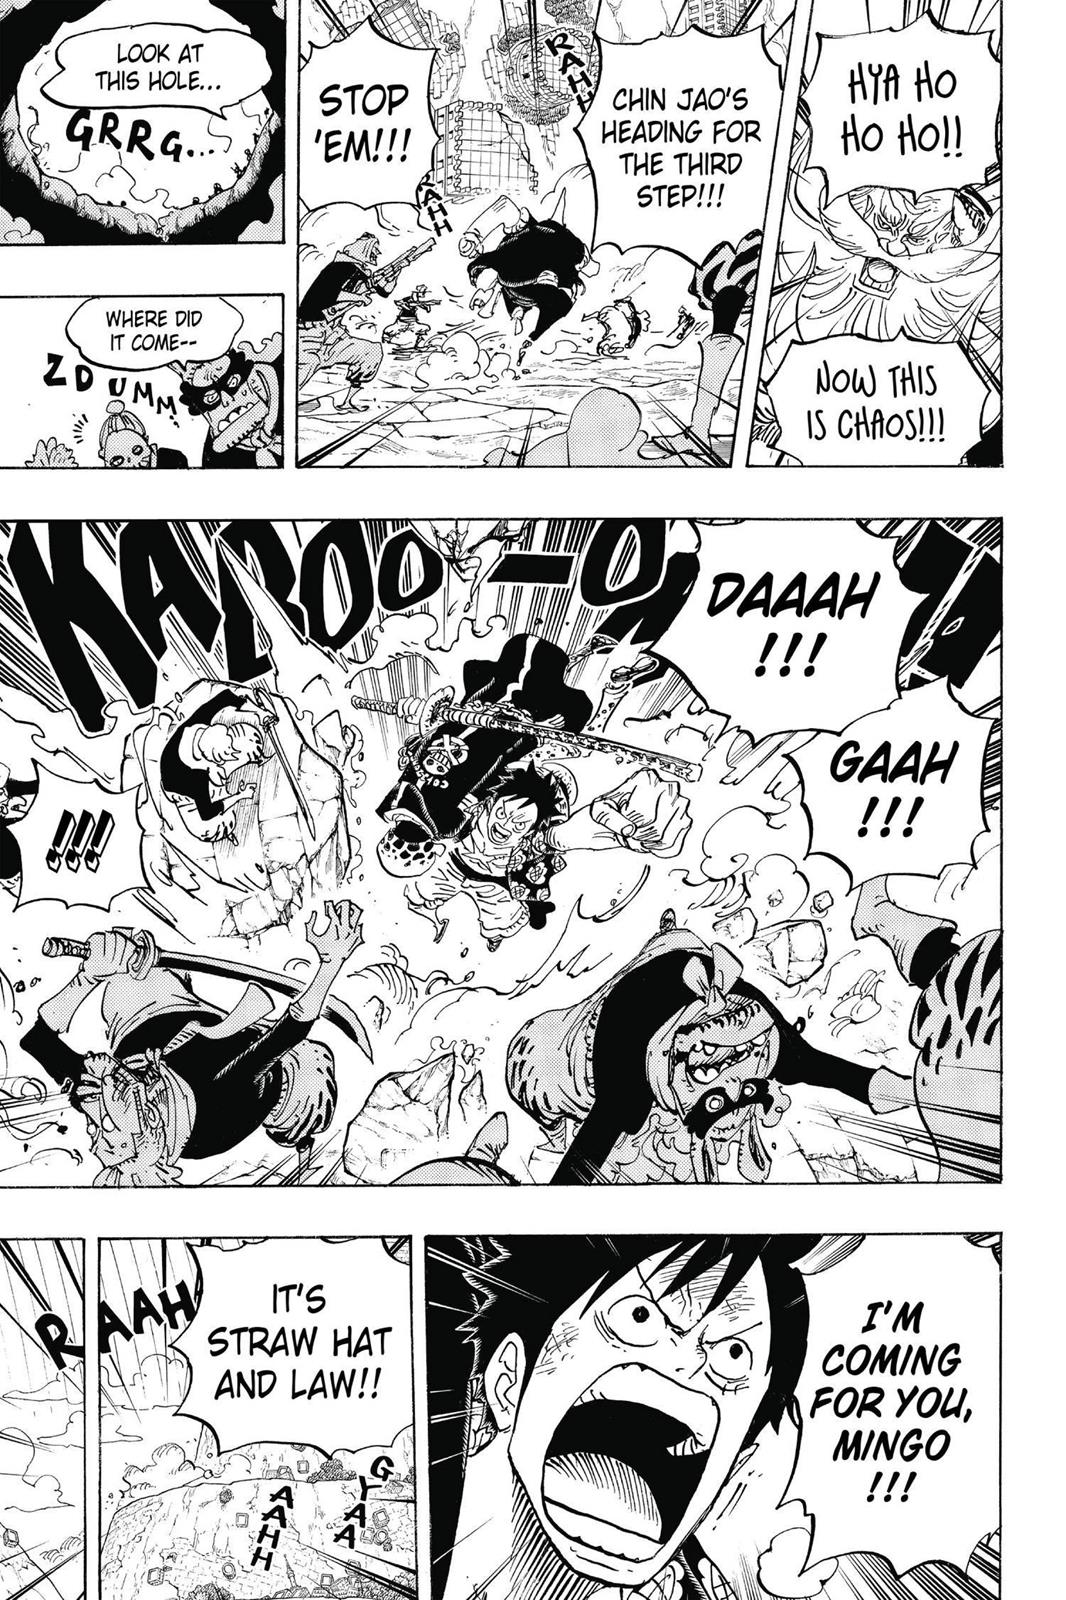 HYA HO
HO HO!!
NOW THIS
IS CHAOS!!!
RAHH
CHIN JAO'S
HEADING FOR
THE THIRD
STEP!!!
STOP
'EM!!!
RAHH
LOOK AT
THIS HOLE...
GRRG...
WHERE DID
IT COME--
ZDUMM
DAAAH
!!!
GAAH
!!!
KABOO-O
!!!!
I'M
COMING
FOR YOU,
MINGO
!!!
IT'S
STRAW HAT
AND LAW!!
RAAAH
GYAA
AAHH